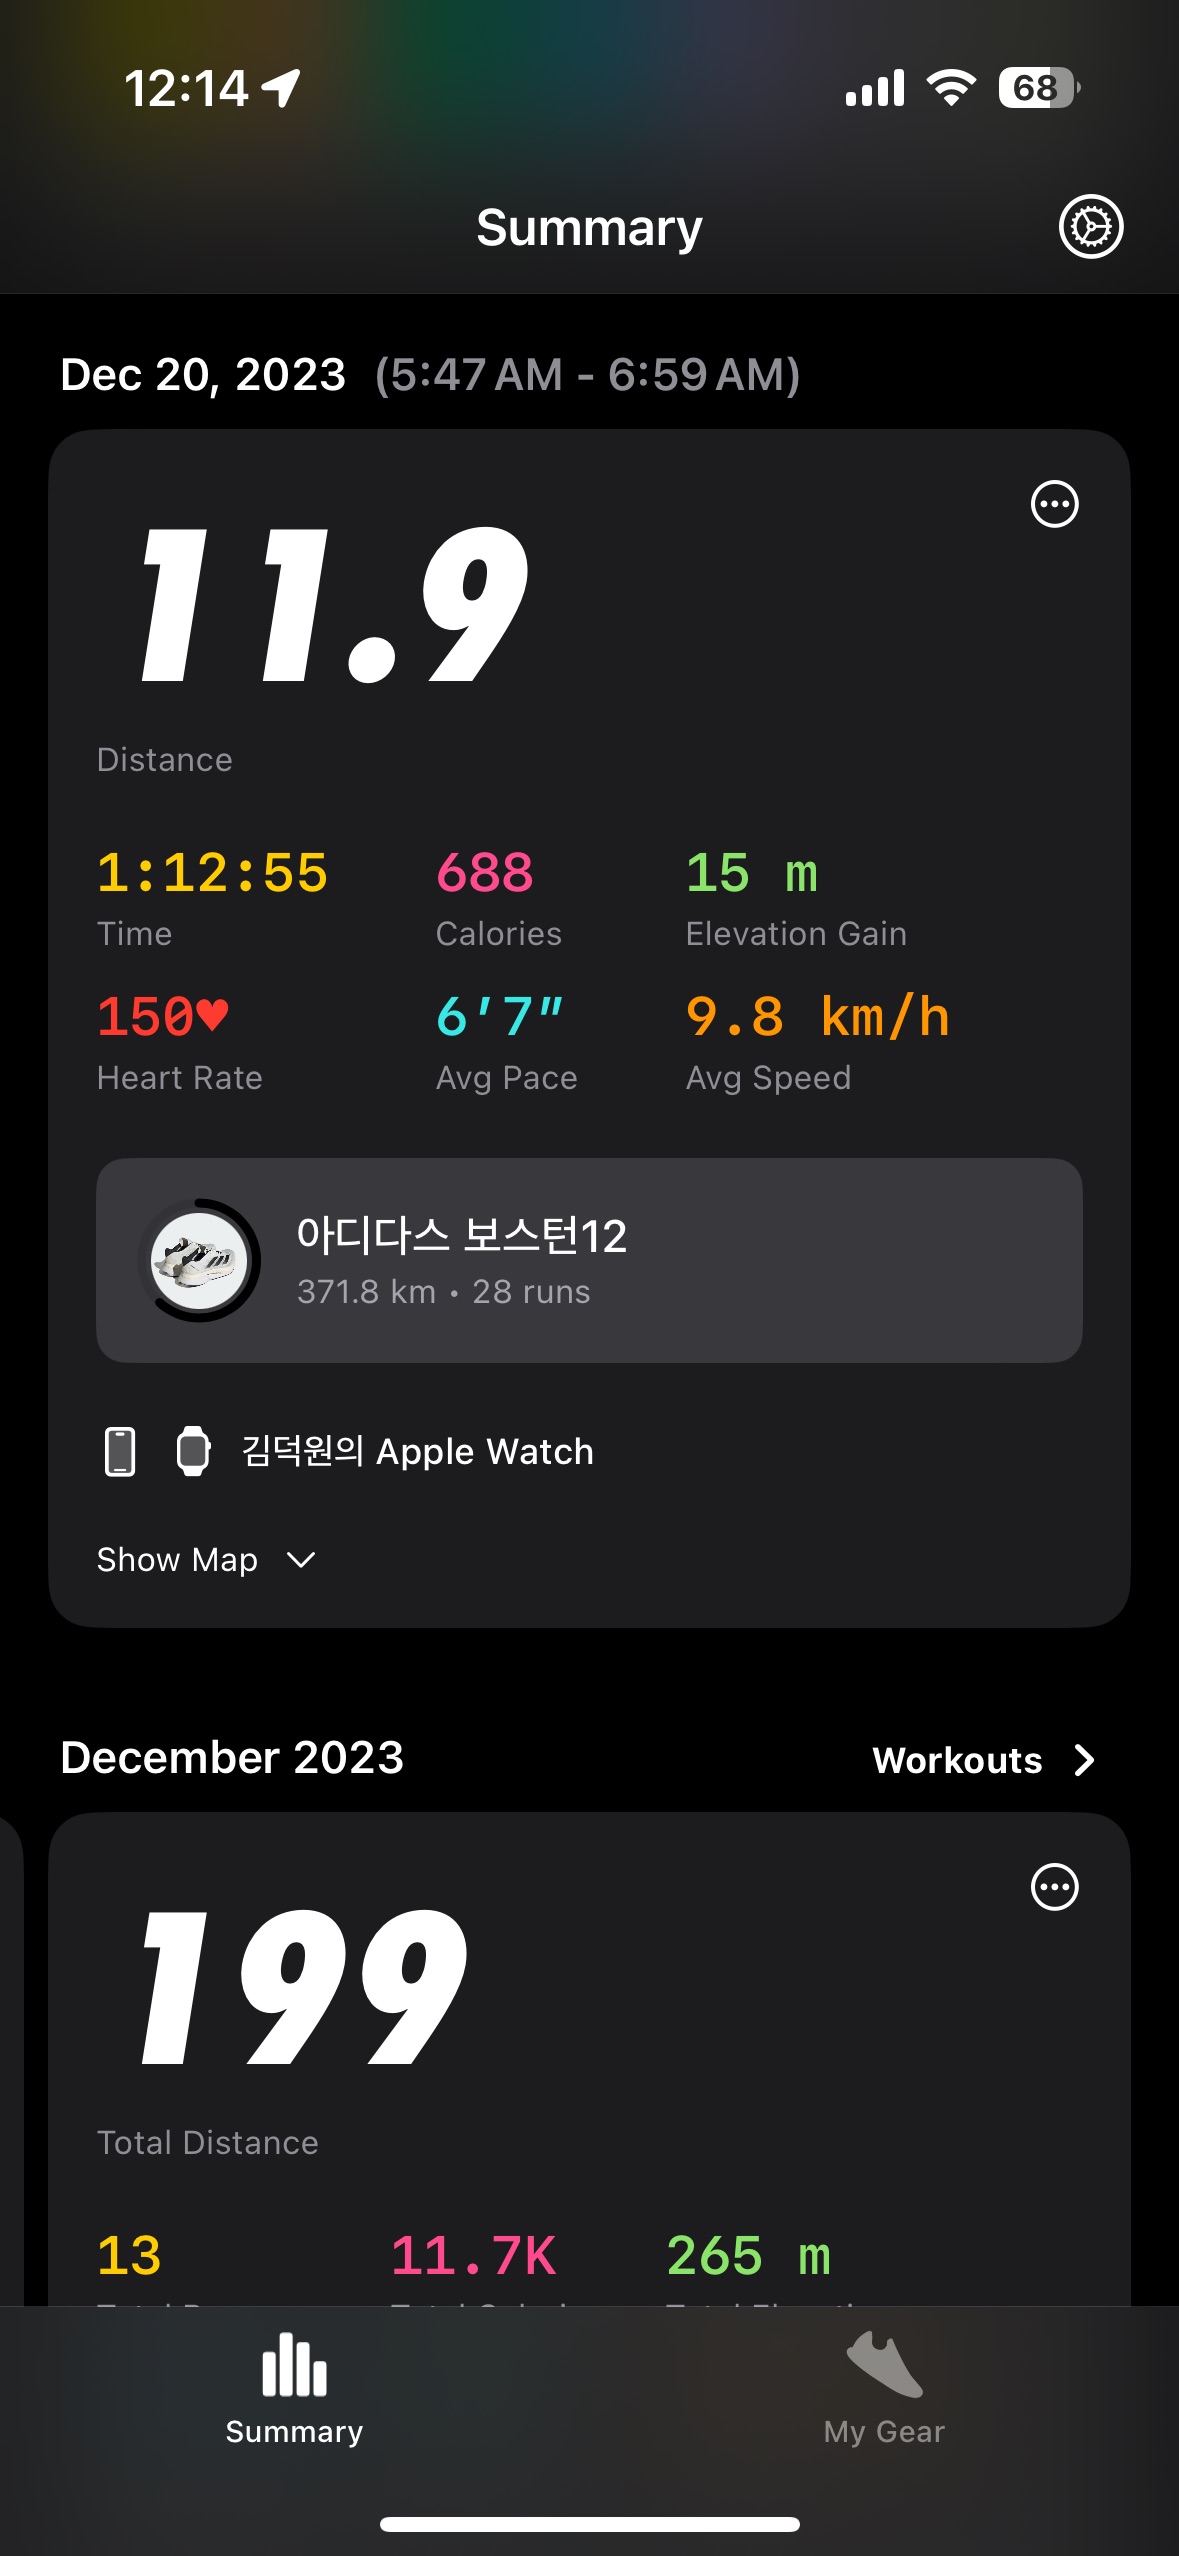 12:14
68
Summary
Dec 20, 2023 (5:47 AM - 6:59 AM)
11.9
Distance
1:12:55 688 15 m
Time Calories Elevation Gain
150♥ 6'7" 9.8 km/h
Heart Rate Avg Pace Avg Speed
아디다스 보스턴12
371.8 km • 28 runs
김덕원의 Apple Watch
Show Map
December 2023 Workouts
199
Total Distance
13 11.7K 265 m
Summary My Gear